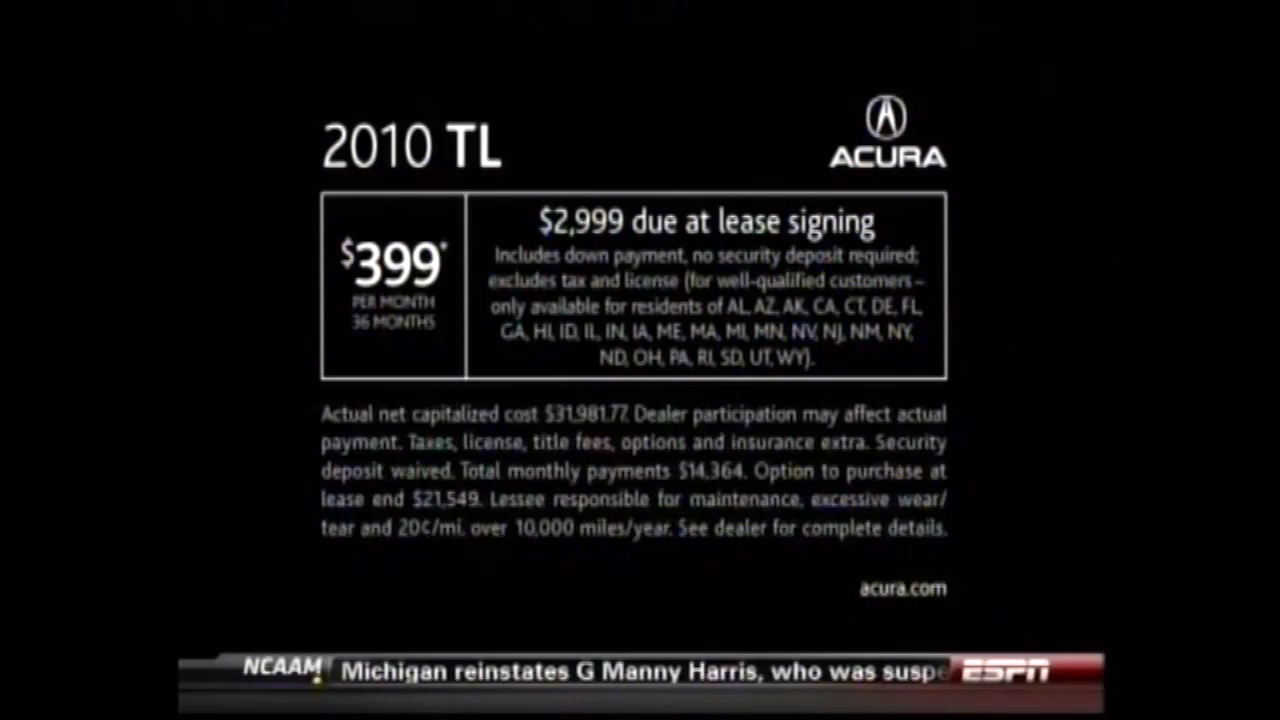 2010 TL
ACURA
$399*
PER MONTH
36 MONTHS
$2,999 due at lease signing
Includes down payment, no security deposit required;
excludes tax and license (for well-qualified customers–
only available for residents of AL, AZ, AK, CA, CT, DE, FL,
GA, HI, ID, IL, IN, IA, ME, MA, MI, MN, NV, NJ, NM, NY,
ND, OH, PA, RI, SD, UT, WY).
Actual net capitalized cost $31,981.77. Dealer participation may affect actual
payment. Taxes, license, title fees, options and insurance extra. Security
deposit waived. Total monthly payments $14,364. Option to purchase at
lease end $21,549. Lessee responsible for maintenance, excessive wear/
tear and 20¢/mi. over 10,000 miles/year. See dealer for complete details.
acura.com
NCAAM Michigan reinstates G Manny Harris, who was suspe ESPN